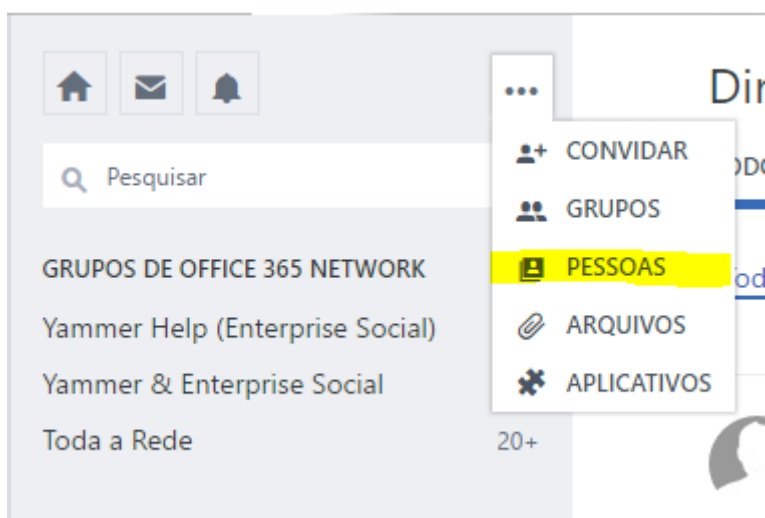 Dir
Pesquisar
CONVIDAR
GRUPOS
PESSOAS
ARQUIVOS
APLICATIVOS
GRUPOS DE OFFICE 365 NETWORK
Yammer Help (Enterprise Social)
Yammer & Enterprise Social
Toda a Rede 20+